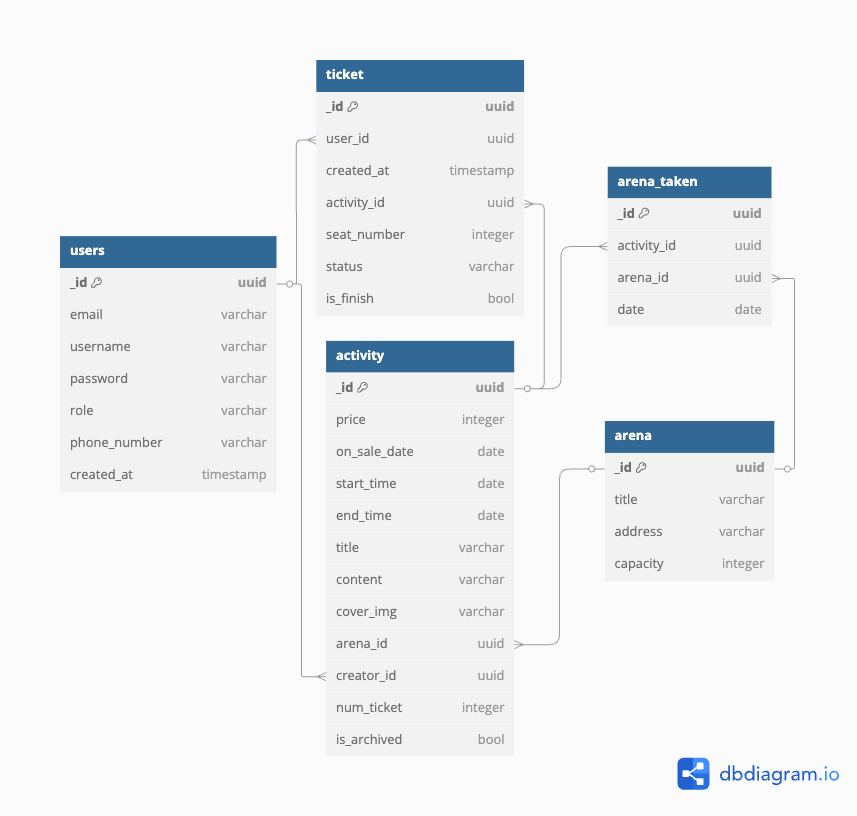 ticket
_id uuid
user_id uuid
created_at timestamp
activity_id uuid
seat_number integer
status varchar
is_finish bool
users
_id uuid
email varchar
username varchar
password varchar
role varchar
phone_number varchar
created_at timestamp
activity
_id uuid
price integer
on_sale_date date
start_time date
end_time date
title varchar
content varchar
cover_img varchar
arena_id uuid
creator_id uuid
num_ticket integer
is_archived bool
arena_taken
_id uuid
activity_id uuid
arena_id uuid
date date
arena
_id uuid
title varchar
address varchar
capacity integer
dbdiagram.io